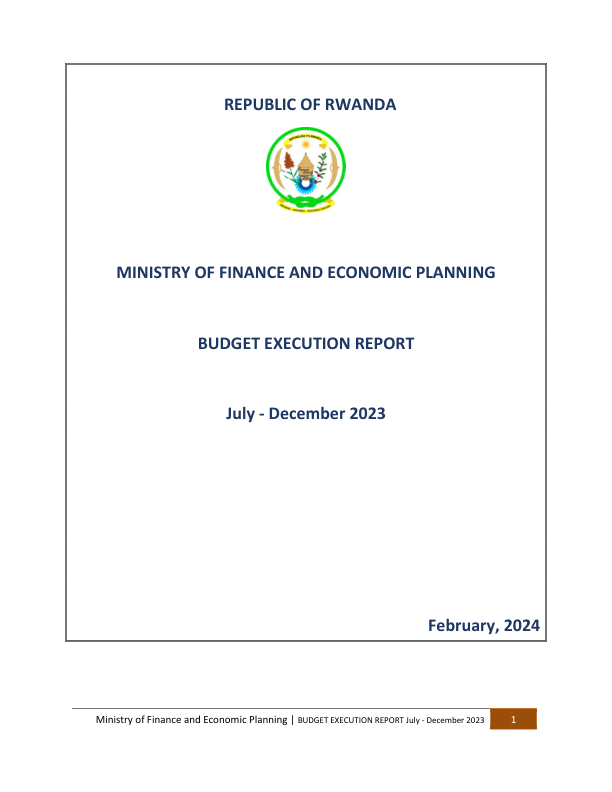 REPUBLIC OF RWANDA
MINISTRY OF FINANCE AND ECONOMIC PLANNING
BUDGET EXECUTION REPORT
July - December 2023
February, 2024
Ministry of Finance and Economic Planning | BUDGET EXECUTION REPORT July - December 2023 1